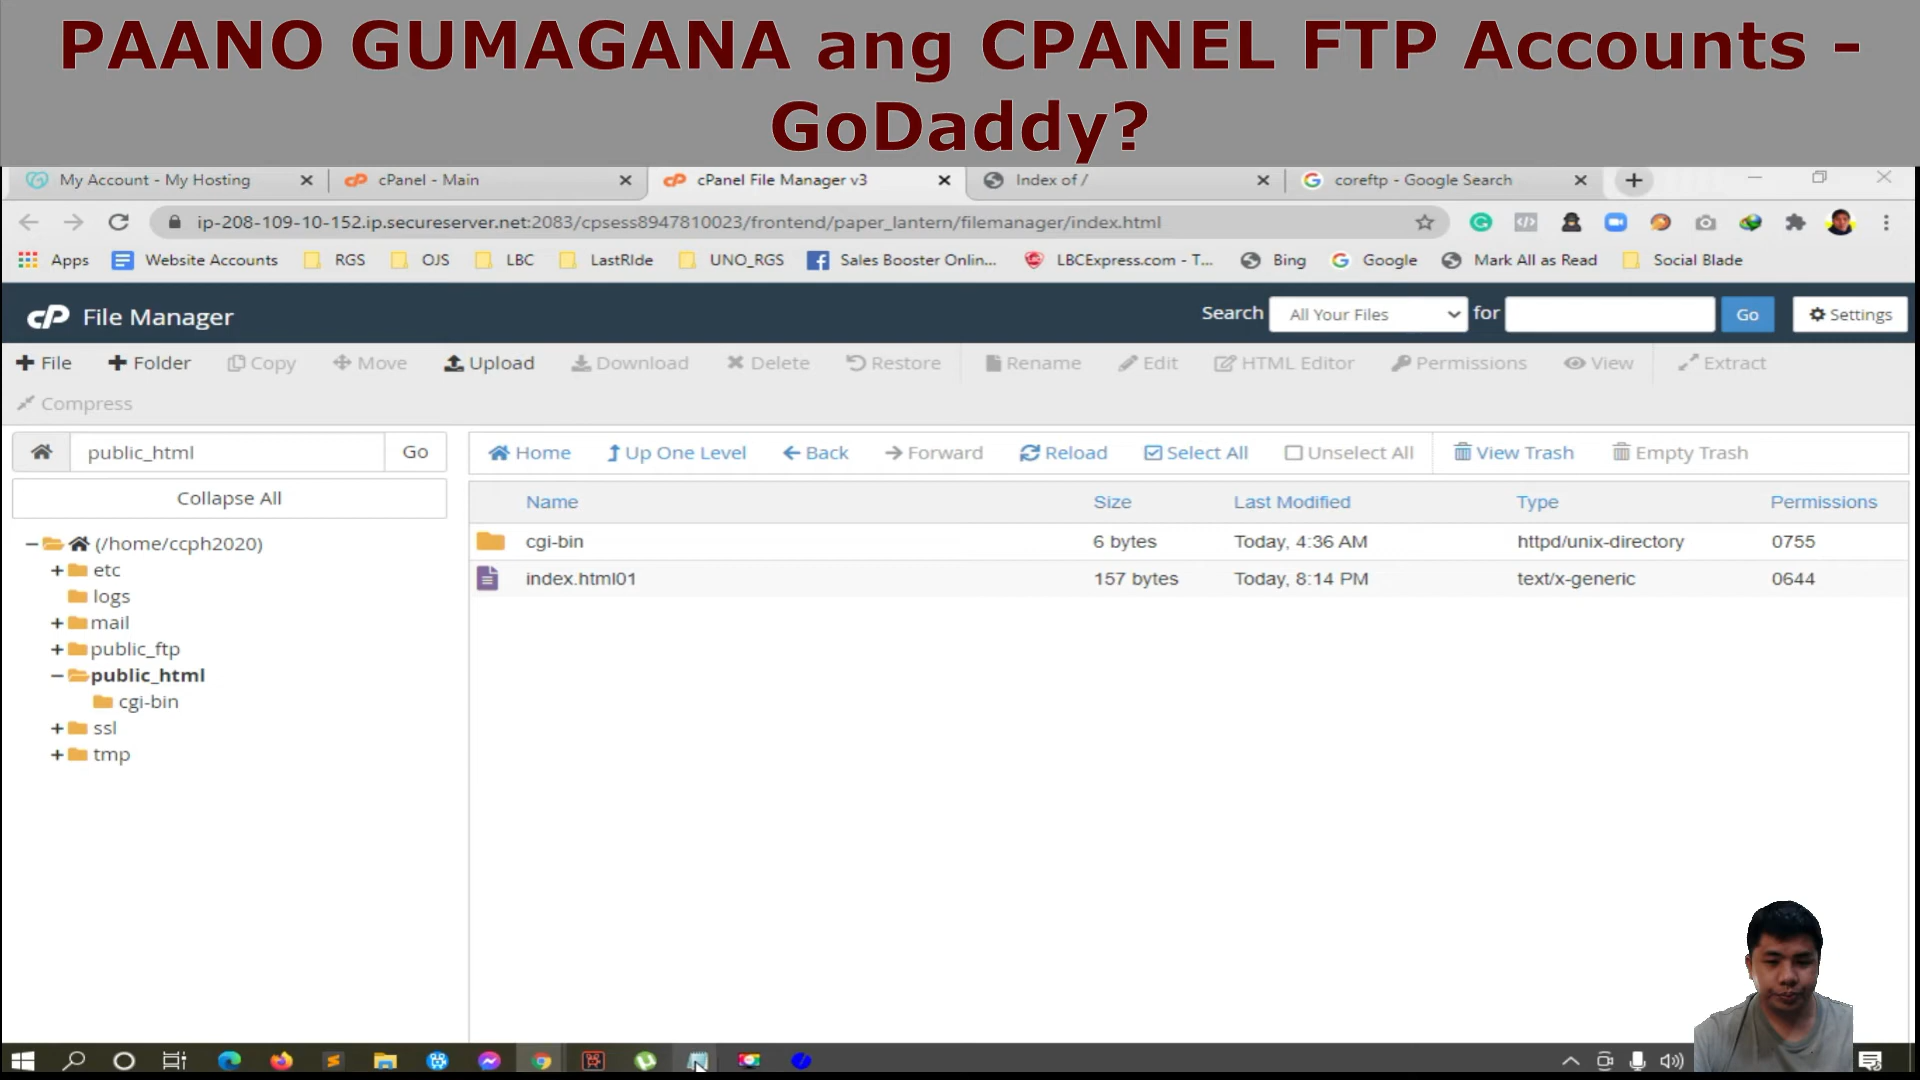 PAANO GUMAGANA ang CPANEL FTP Accounts -
GoDaddy?
My Account - My Hosting
cPanel - Main
cPanel File Manager v3
Index of /
coreftp - Google Search
ip-208-109-10-152.ip.secureserver.net:2083/cpsess8947810023/frontend/paper_lantern/filemanager/index.html
Apps Website Accounts RGS OJS LBC LastRIde UNO_RGS Sales Booster Onlin... LBCExpress.com - T... Bing Google Mark All as Read Social Blade
cP File Manager
Search All Your Files for Go Settings
File Folder Copy Move Upload Download Delete Restore Rename Edit HTML Editor Permissions View Extract
Compress
public_html Go
Home Up One Level Back Forward Reload Select All Unselect All View Trash Empty Trash
Collapse All
(/home/ccph2020)
etc
logs
mail
public_ftp
public_html
cgi-bin
ssl
tmp
Name Size Last Modified Type Permissions
cgi-bin 6 bytes Today, 4:36 AM httpd/unix-directory 0755
index.html01 157 bytes Today, 8:14 PM text/x-generic 0644